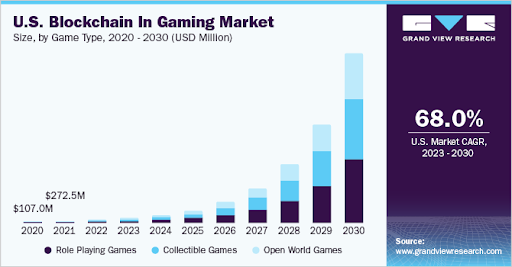 U.S. Blockchain In Gaming Market
Size, by Game Type, 2020 - 2030 (USD Million)
$107.0M
$272.5M
2020 2021 2022 2023 2024 2025 2026 2027 2028 2029 2030
Role Playing Games Collectible Games Open World Games
GRAND VIEW RESEARCH
68.0%
U.S. Market CAGR,
2023 - 2030
Source:
www.grandviewresearch.com